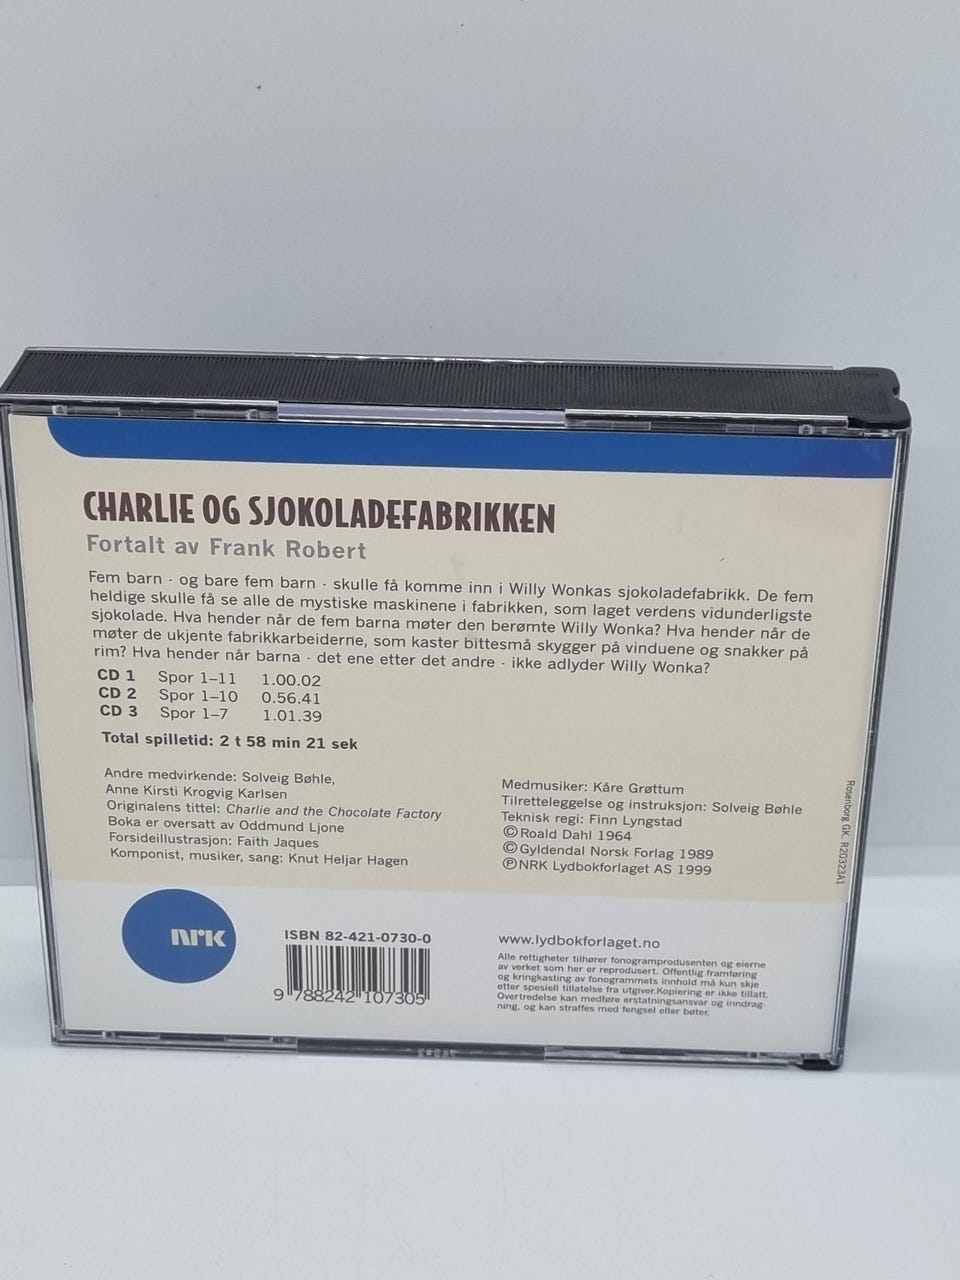 CHARLIE OG SJOKOLADEFABRIKKEN
Fortalt av Frank Robert
Fem barn - og bare fem barn - skulle få komme inn i Willy Wonkas sjokoladefabrikk. De fem
heldige skulle få se alle de mystiske maskinene i fabrikken, som laget verdens vidunderligste
sjokolade. Hva hender når de fem barna møter den berømte Willy Wonka? Hva hender når de
møter de ukjente fabrikkarbeiderne, som kaster bittesmå skygger på vinduene og snakker på
rim? Hva hender når barna - det ene etter det andre - ikke adlyder Willy Wonka?
CD 1 Spor 1–11 1.00.02
CD 2 Spor 1–10 0.56.41
CD 3 Spor 1–7 1.01.39
Total spilletid: 2 t 58 min 21 sek
Andre medvirkende: Solveig Bøhle,
Anne Kirsti Krogvig Karlsen
Originalens tittel: Charlie and the Chocolate Factory
Boka er oversatt av Oddmund Ljone
Forsideillustrasjon: Faith Jaques
Komponist, musiker, sang: Knut Heljar Hagen
Medmusiker: Kåre Grøttum
Tilretteleggelse og instruksjon: Solveig Bøhle
Teknisk regi: Finn Lyngstad
©Roald Dahl 1964
©Gyldendal Norsk Forlag 1989
℗NRK Lydbokforlaget AS 1999
Rosenborg GK. R20323A1
NRK
ISBN 82-421-0730-0
9 788242 107305
www.lydbokforlaget.no
Alle rettigheter tilhører fonogramprodusenten og eierne
av verket som her er reprodusert. Offentlig framføring
og kringkasting av fonogrammets innhold må kun skje
etter spesiell tillatelse fra utgiver.Kopiering er ikke tillatt.
Overtredelse kan medføre erstatningsansvar og inndrag-
ning, og kan straffes med fengsel eller bøter.